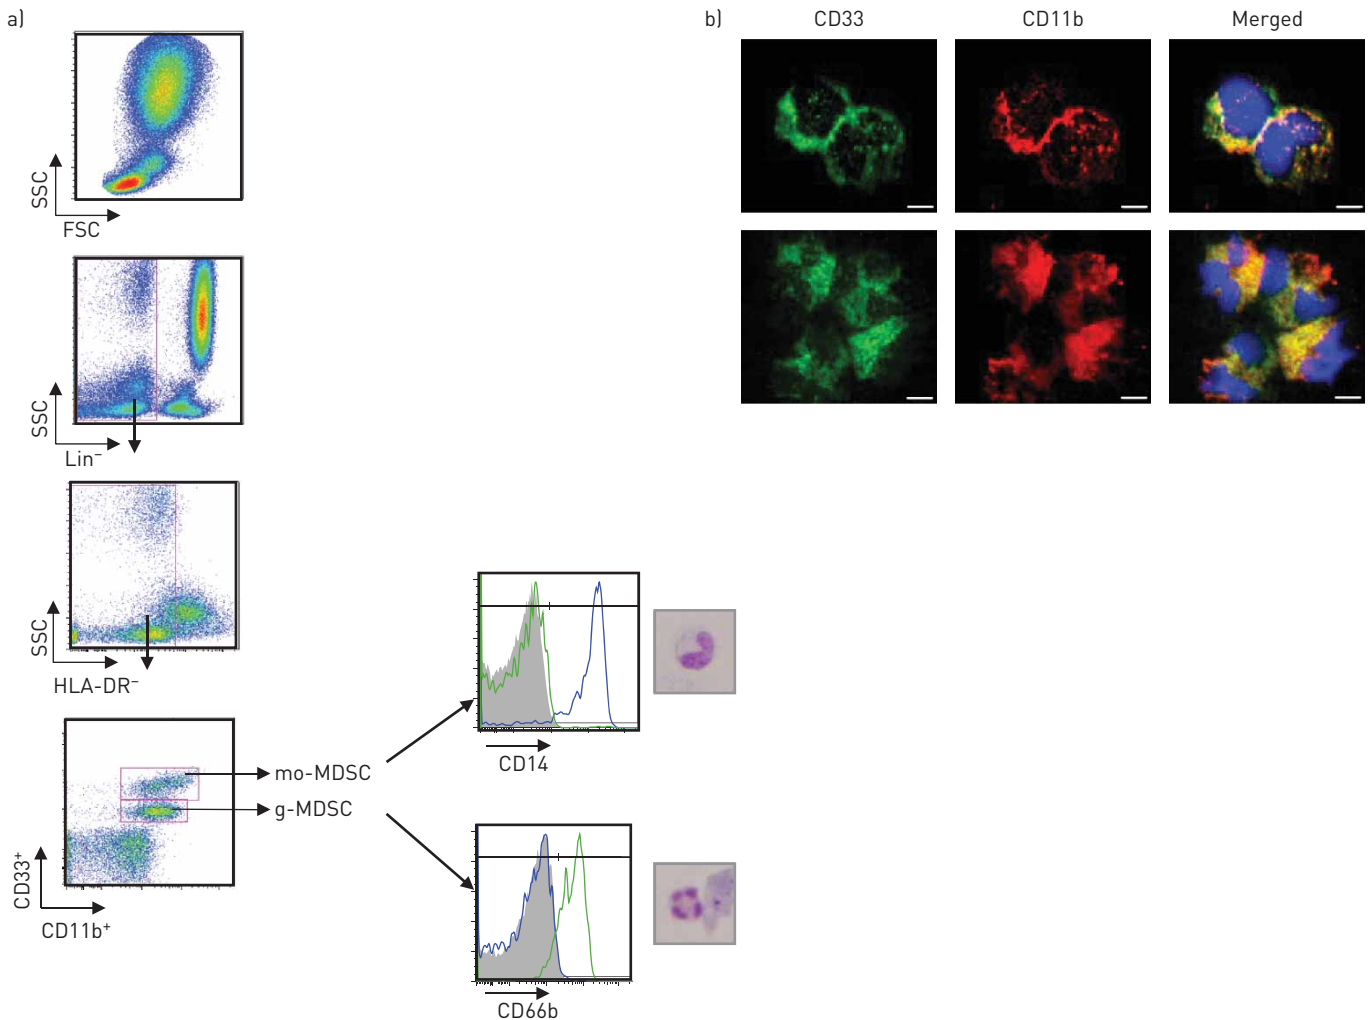 a)
SSC
FSC
SSC
Lin⁻
SSC
HLA-DR⁻
CD33⁺
CD11b⁺
mo-MDSC
g-MDSC
CD14
CD66b
b)
CD33
CD11b
Merged